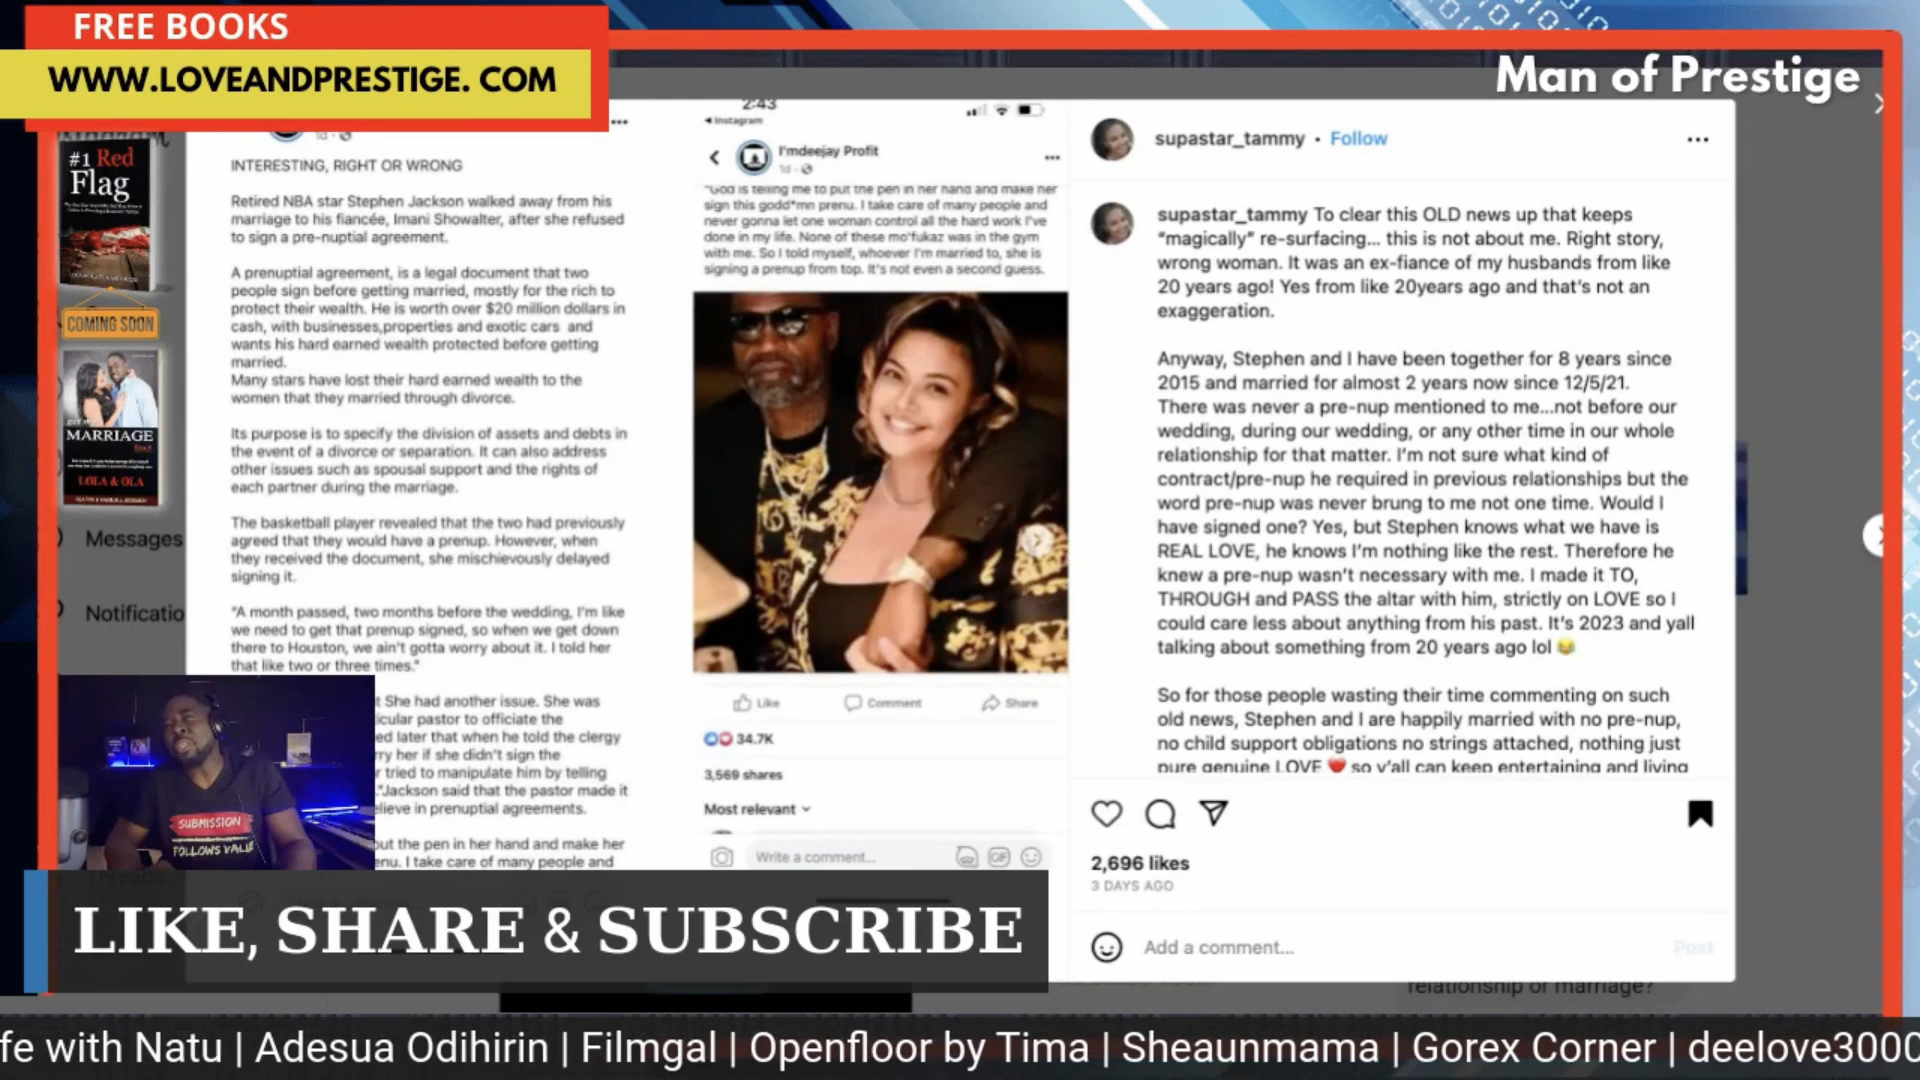 FREE BOOKS
WWW.LOVEANDPRESTIGE. COM
Man of Prestige
#1 Red
Flag
COMING SOON
MARRIAGE
LOLA & OLA
Messages
Notificatio
1d
INTERESTING, RIGHT OR WRONG
Retired NBA star Stephen Jackson walked away from his
marriage to his fiancée, Imani Showalter, after she refused
to sign a pre-nuptial agreement.
A prenuptial agreement, is a legal document that two
people sign before getting married, mostly for the rich to
protect their wealth. He is worth over $20 million dollars in
cash, with businesses,properties and exotic cars and
wants his hard earned wealth protected before getting
married.
Many stars have lost their hard earned wealth to the
women that they married through divorce.
Its purpose is to specify the division of assets and debts in
the event of a divorce or separation. It can also address
other issues such as spousal support and the rights of
each partner during the marriage.
The basketball player revealed that the two had previously
agreed that they would have a prenup. However, when
they received the document, she mischievously delayed
signing it.
"A month passed, two months before the wedding, I'm like
we need to get that prenup signed, so when we get down
there to Houston, we ain't gotta worry about it. I told her
that like two or three times."
t She had another issue. She was
icular pastor to officiate the
ed later that when he told the clergy
rry her if she didn't sign the
r tried to manipulate him by telling
."Jackson said that the pastor made it
elieve in prenuptial agreements.
out the pen in her hand and make her
enu. I take care of many people and
SUBMISSION
FOLLOWS VALUE
2:43
Instagram
I'mdeejay Profit
1d
"God is telling me to put the pen in her hand and make her
sign this godd*mn prenu. I take care of many people and
never gonna let one woman control all the hard work I've
done in my life. None of these mo'fukaz was in the gym
with me. So I told myself, whoever I'm married to, she is
signing a prenup from top. It's not even a second guess.
Like Comment Share
34.7K
3,569 shares
Most relevant
Write a comment...
GIF
supastar_tammy • Follow
supastar_tammy To clear this OLD news up that keeps
"magically" re-surfacing... this is not about me. Right story,
wrong woman. It was an ex-fiance of my husbands from like
20 years ago! Yes from like 20years ago and that's not an
exaggeration.
Anyway, Stephen and I have been together for 8 years since
2015 and married for almost 2 years now since 12/5/21.
There was never a pre-nup mentioned to me...not before our
wedding, during our wedding, or any other time in our whole
relationship for that matter. I'm not sure what kind of
contract/pre-nup he required in previous relationships but the
word pre-nup was never brung to me not one time. Would I
have signed one? Yes, but Stephen knows what we have is
REAL LOVE, he knows I'm nothing like the rest. Therefore he
knew a pre-nup wasn't necessary with me. I made it TO,
THROUGH and PASS the altar with him, strictly on LOVE so I
could care less about anything from his past. It's 2023 and yall
talking about something from 20 years ago lol 😂
So for those people wasting their time commenting on such
old news, Stephen and I are happily married with no pre-nup,
no child support obligations no strings attached, nothing just
pure genuine LOVE ❤️ so y'all can keep entertaining and living
2,696 likes
3 DAYS AGO
Add a comment...
Post
relationship or marriage?
Threads
LIKE, SHARE & SUBSCRIBE
fe with Natu | Adesua Odihirin | Filmgal | Openfloor by Tima | Sheaunmama | Gorex Corner | deelove3000